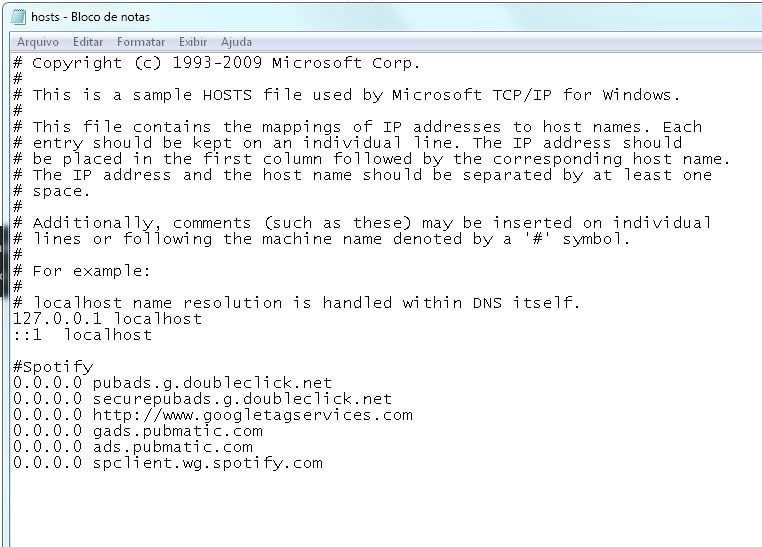 hosts - Bloco de notas
Arquivo Editar Formatar Exibir Ajuda
# Copyright (c) 1993-2009 Microsoft Corp.
#
# This is a sample HOSTS file used by Microsoft TCP/IP for Windows.
#
# This file contains the mappings of IP addresses to host names. Each
# entry should be kept on an individual line. The IP address should
# be placed in the first column followed by the corresponding host name.
# The IP address and the host name should be separated by at least one
# space.
#
# Additionally, comments (such as these) may be inserted on individual
# lines or following the machine name denoted by a '#' symbol.
#
# For example:
#
# localhost name resolution is handled within DNS itself.
127.0.0.1 localhost
::1  localhost

#Spotify
0.0.0.0 pubads.g.doubleclick.net
0.0.0.0 securepubads.g.doubleclick.net
0.0.0.0 http://www.googletagservices.com
0.0.0.0 gads.pubmatic.com
0.0.0.0 ads.pubmatic.com
0.0.0.0 spclient.wg.spotify.com